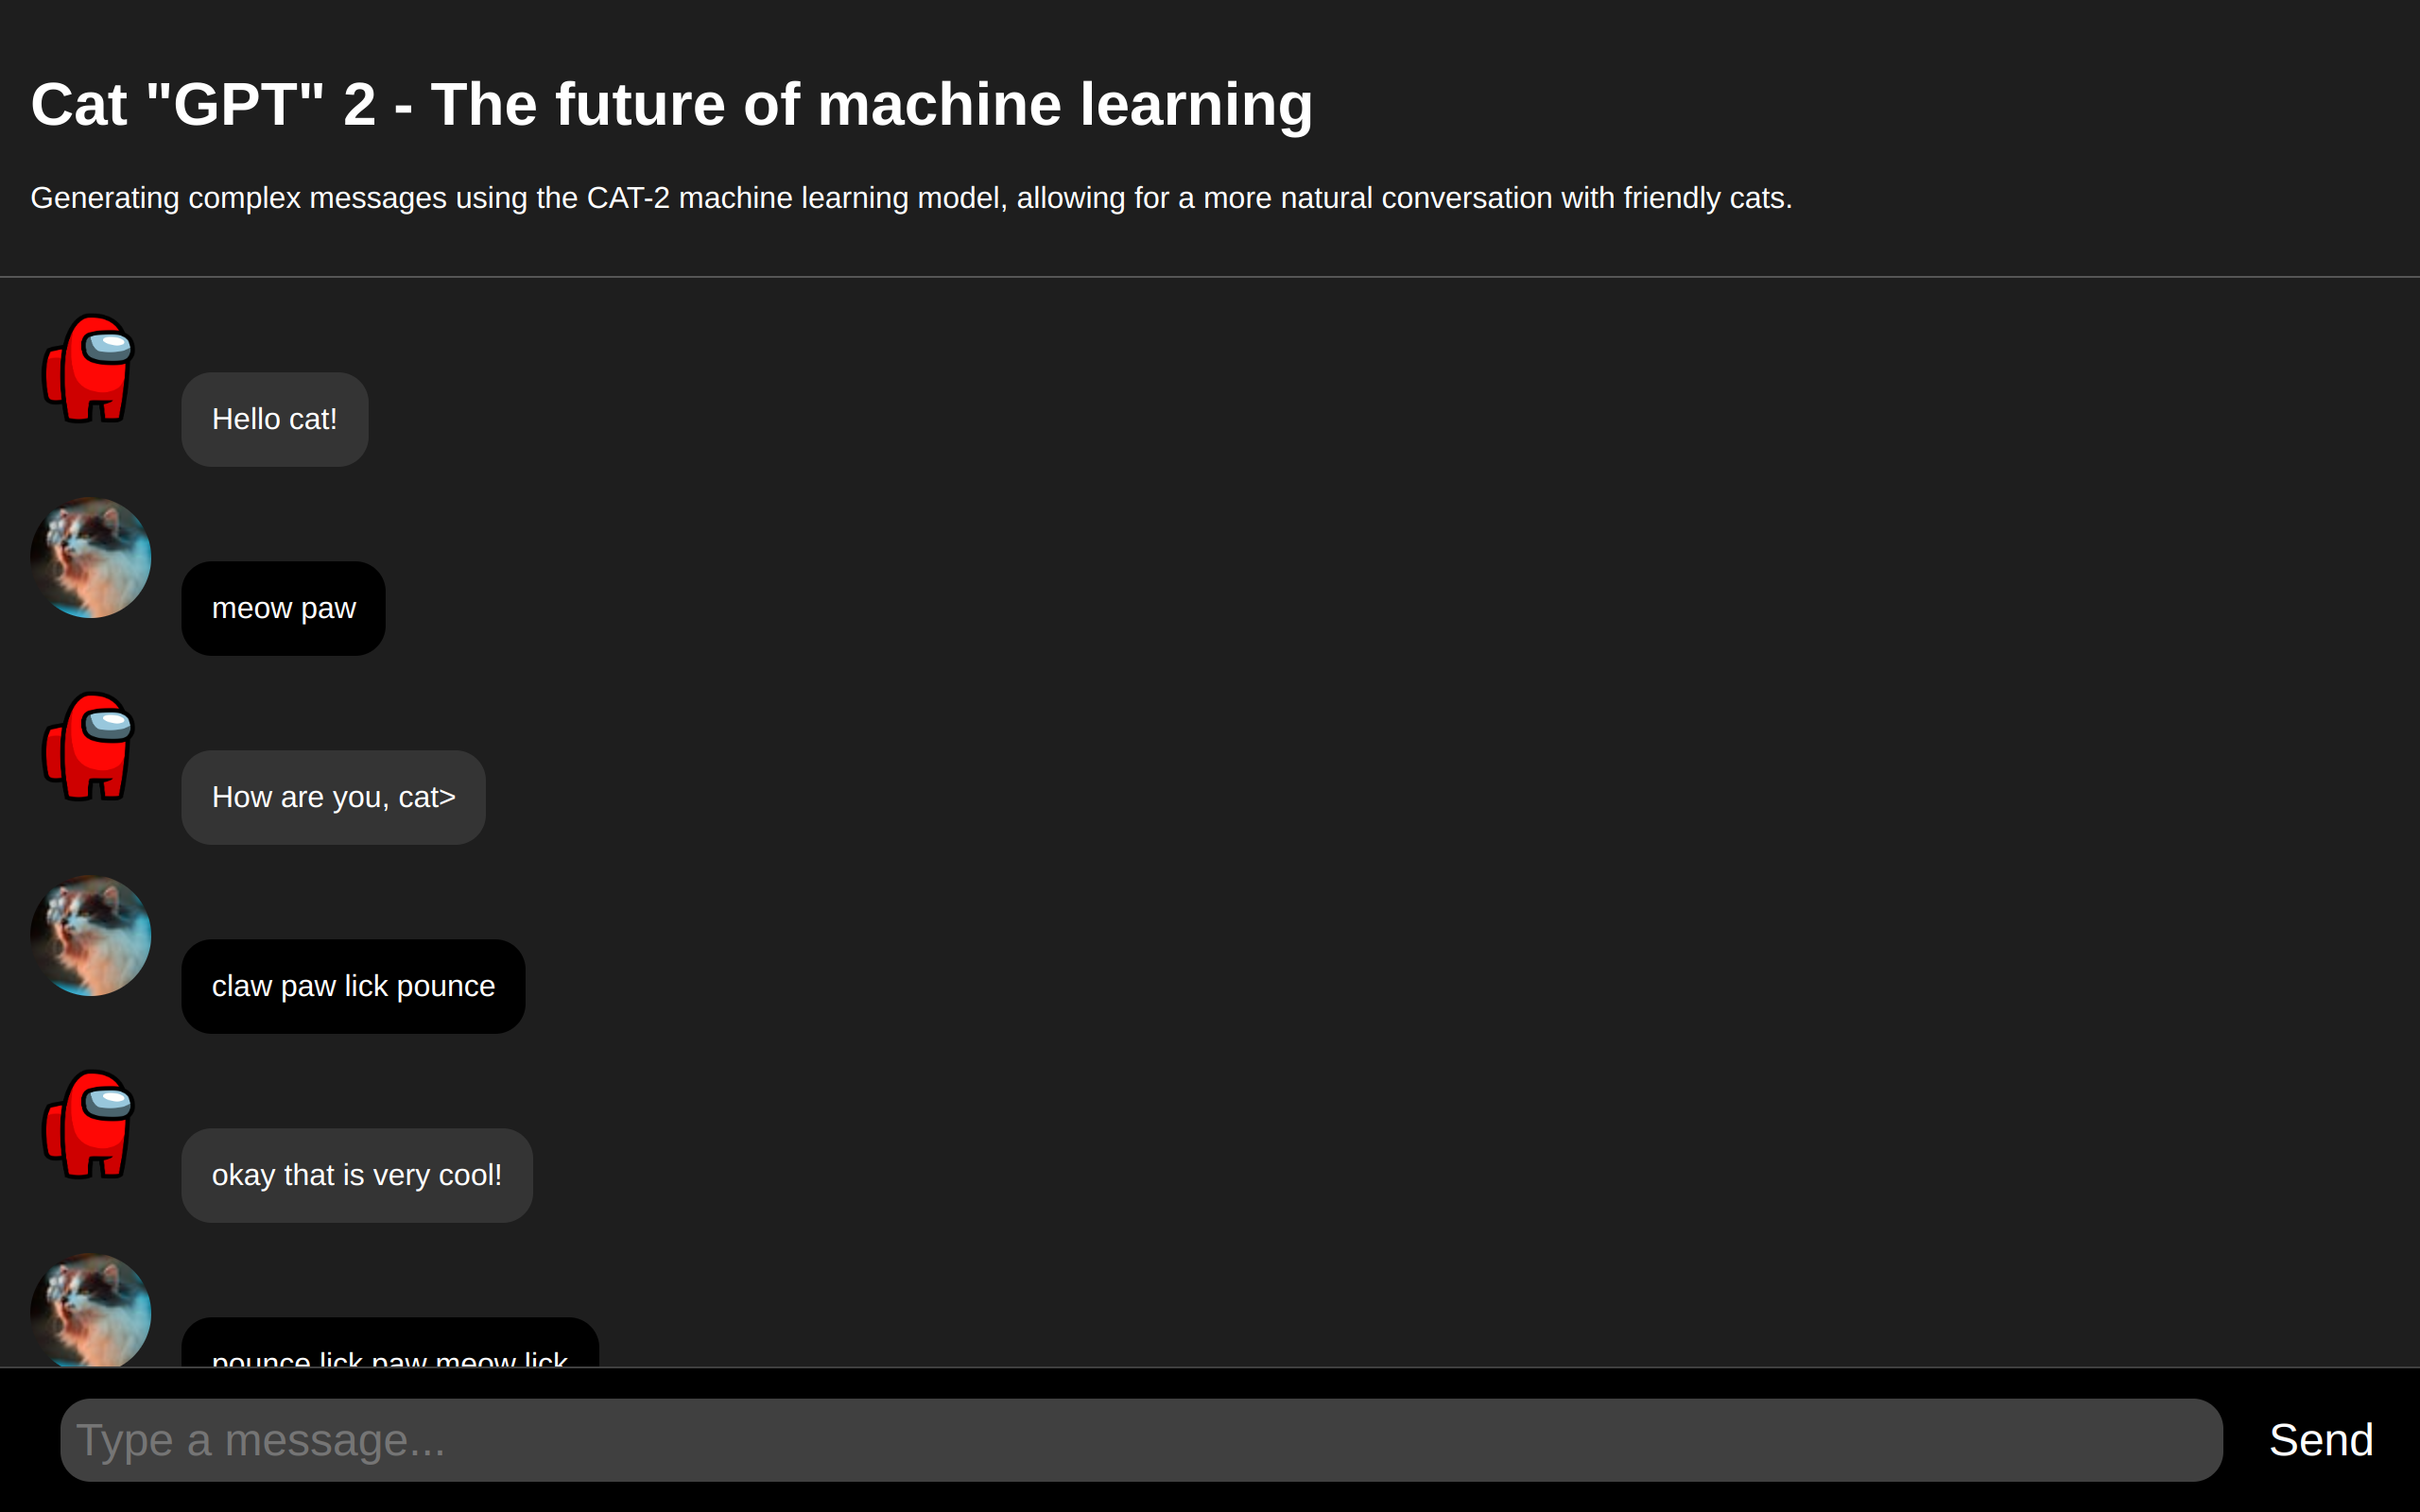 Cat "GPT" 2 - The future of machine learning
Generating complex messages using the CAT-2 machine learning model, allowing for a more natural conversation with friendly cats.
Hello cat!
meow paw
How are you, cat>
claw paw lick pounce
okay that is very cool!
pounce lick paw meow lick
Type a message...
Send